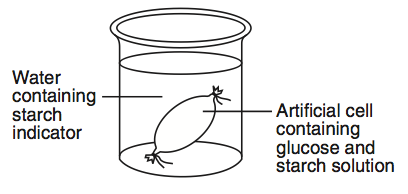 Water
containing
starch
indicator
Artificial cell
containing
glucose and
starch solution